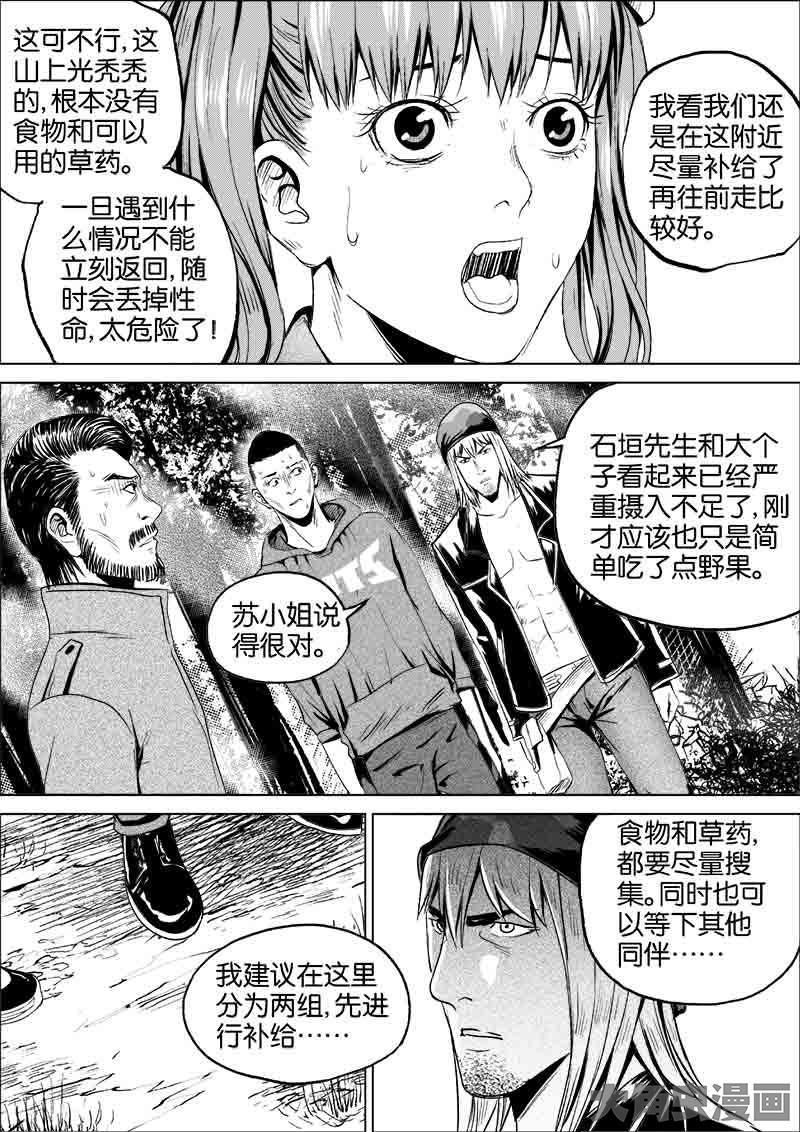 这可不行,这
山上光秃秃
的,根本没有
食物和可以
用的草药。
一旦遇到什
么情况不能
立刻返回,随
时会丢掉性
命,太危险了!
我看我们还
是在这附近
尽量补给了
再往前走比
较好。
苏小姐说
得很对。
石垣先生和大个
子看起来已经严
重摄入不足了,刚
才应该也只是简
单吃了点野果。
我建议在这里
分为两组,先进
行补给……
食物和草药,
都要尽量搜
集。同时也可
以等下其他
同伴……